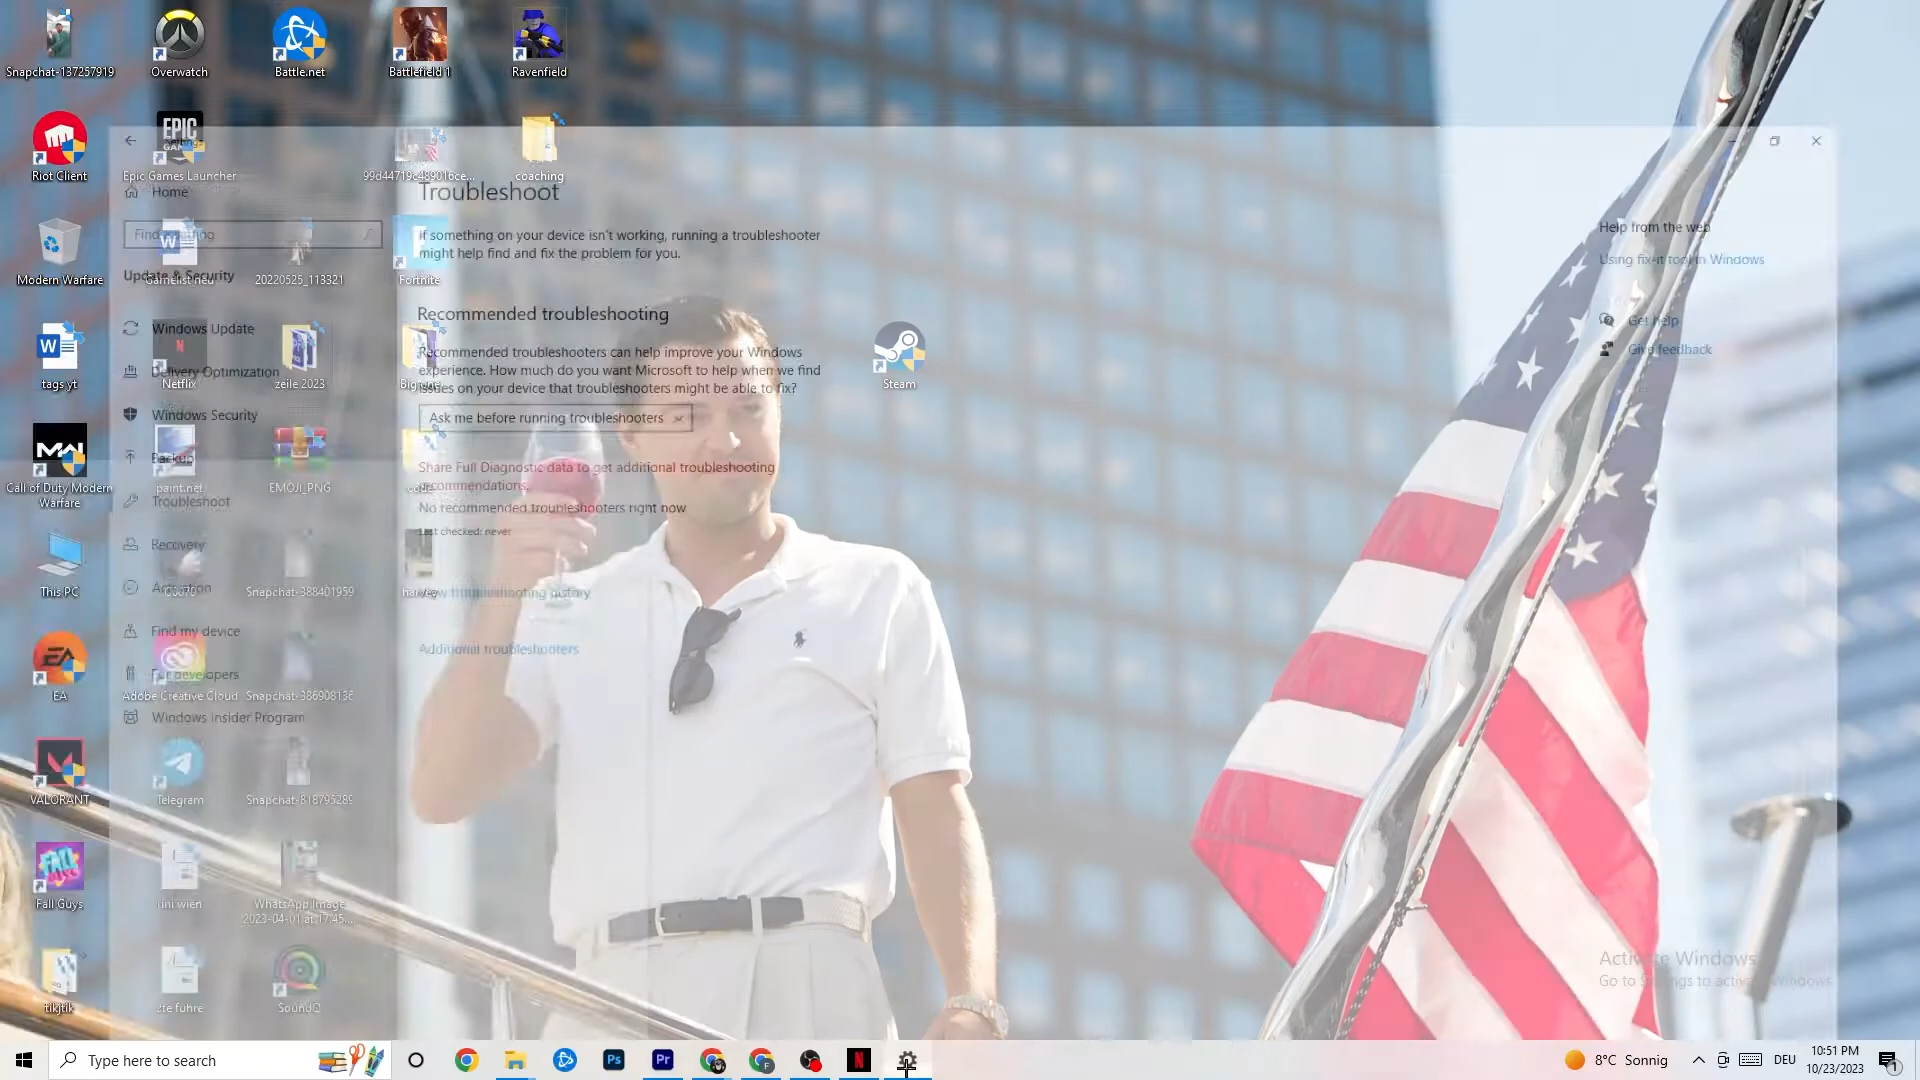 Snapchat-137257919
Overwatch
Battle.net
Battlefield 1
Ravenfield
Riot Client
EPIC
Epic Games Launcher
99d44719c489016ce...
coaching
Modern Warfare
Gamelist neu
20220525_113321
Fortnite
tags yt
Netflix
zeile 2023
Steam
Call of Duty Modern
Warfare
paint.net
EMOJI_PNG
This PC
Snapchat-388401959
EA
Adobe Creative Cloud
Snapchat-386908136
VALORANT
Telegram
Snapchat-818795289
Fall Guys
uni wien
WhatsApp Image
2023-04-01 at 17.45...
tikjtik
2te fuhre
SoundQ
Home
Update & Security
Windows Update
Delivery Optimization
Windows Security
Backup
Troubleshoot
Recovery
Activation
Find my device
For developers
Windows Insider Program
Troubleshoot
If something on your device isn't working, running a troubleshooter
might help find and fix the problem for you.
Recommended troubleshooting
Recommended troubleshooters can help improve your Windows
experience. How much do you want Microsoft to help when we find
issues on your device that troubleshooters might be able to fix?
Ask me before running troubleshooters
Share Full Diagnostic data to get additional troubleshooting
recommendations.
No recommended troubleshooters right now
Last checked: never
View troubleshooting history
Additional troubleshooters
Help from the web
Using fix-it tool in Windows
Get help
Give feedback
Activate Windows
Go to Settings to activate Windows.
Type here to search
Ps
Pr
F
N
8°C Sonnig
DEU
10:51 PM
10/23/2023
1